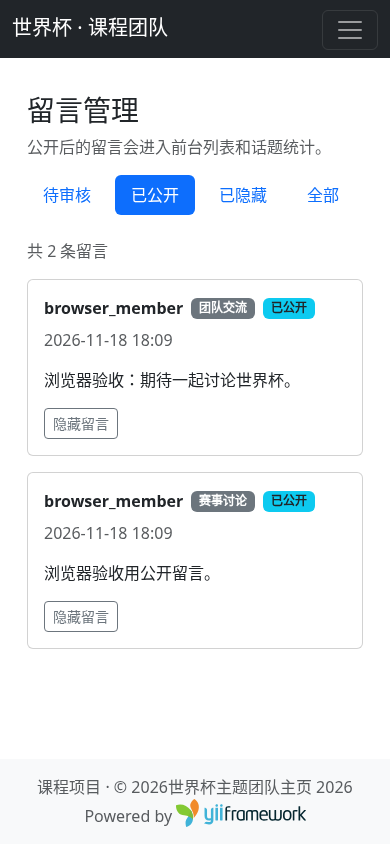 世界杯 · 课程团队
留言管理
公开后的留言会进入前台列表和话题统计。
待审核 已公开 已隐藏 全部
共 2 条留言
browser_member 团队交流 已公开
2026-11-18 18:09
浏览器验收：期待一起讨论世界杯。
隐藏留言
browser_member 赛事讨论 已公开
2026-11-18 18:09
浏览器验收用公开留言。
隐藏留言
课程项目 · © 2026世界杯主题团队主页 2026
Powered by yiiframework